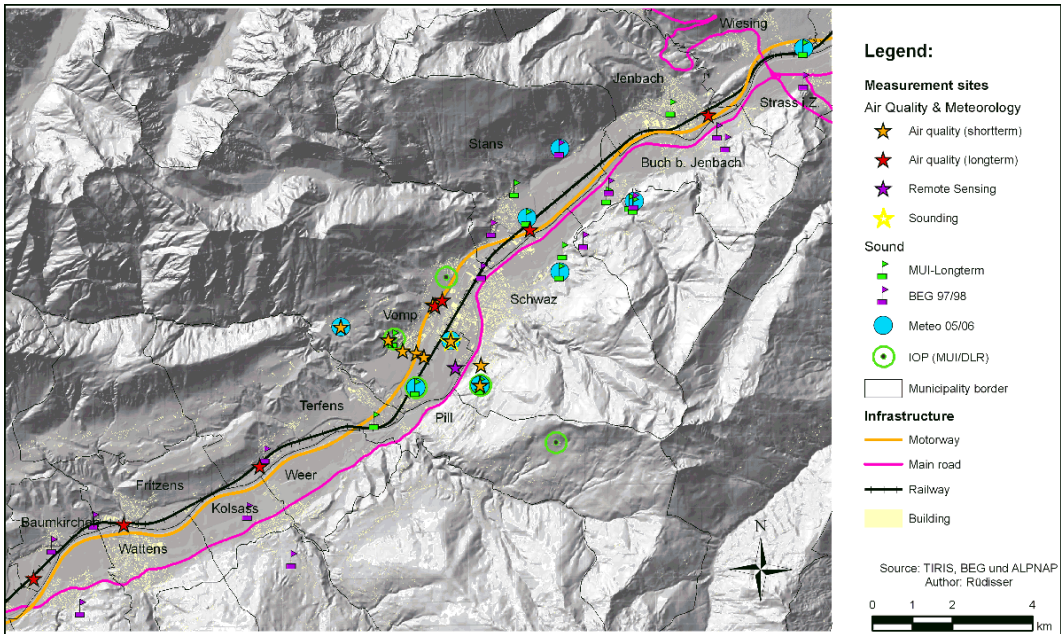 Wiesing
Jenbach
Strass i Z.
Stans
Buch b. Jenbach
Schwaz
Vomp
Terfens
Pill
Weer
Fritzens
Kolsass
Baumkirchen
Wattens
N
Legend:
Measurement sites
Air Quality & Meteorology
Air quality (shortterm)
Air quality (longterm)
Remote Sensing
Sounding
Sound
MUI-Longterm
BEG 97/98
Meteo 05/06
IOP (MUI/DLR)
Municipality border
Infrastructure
Motorway
Main road
Railway
Building
Source: TIRIS, BEG und ALPNAP
Author: Rüdisser
0 1 2 4
km